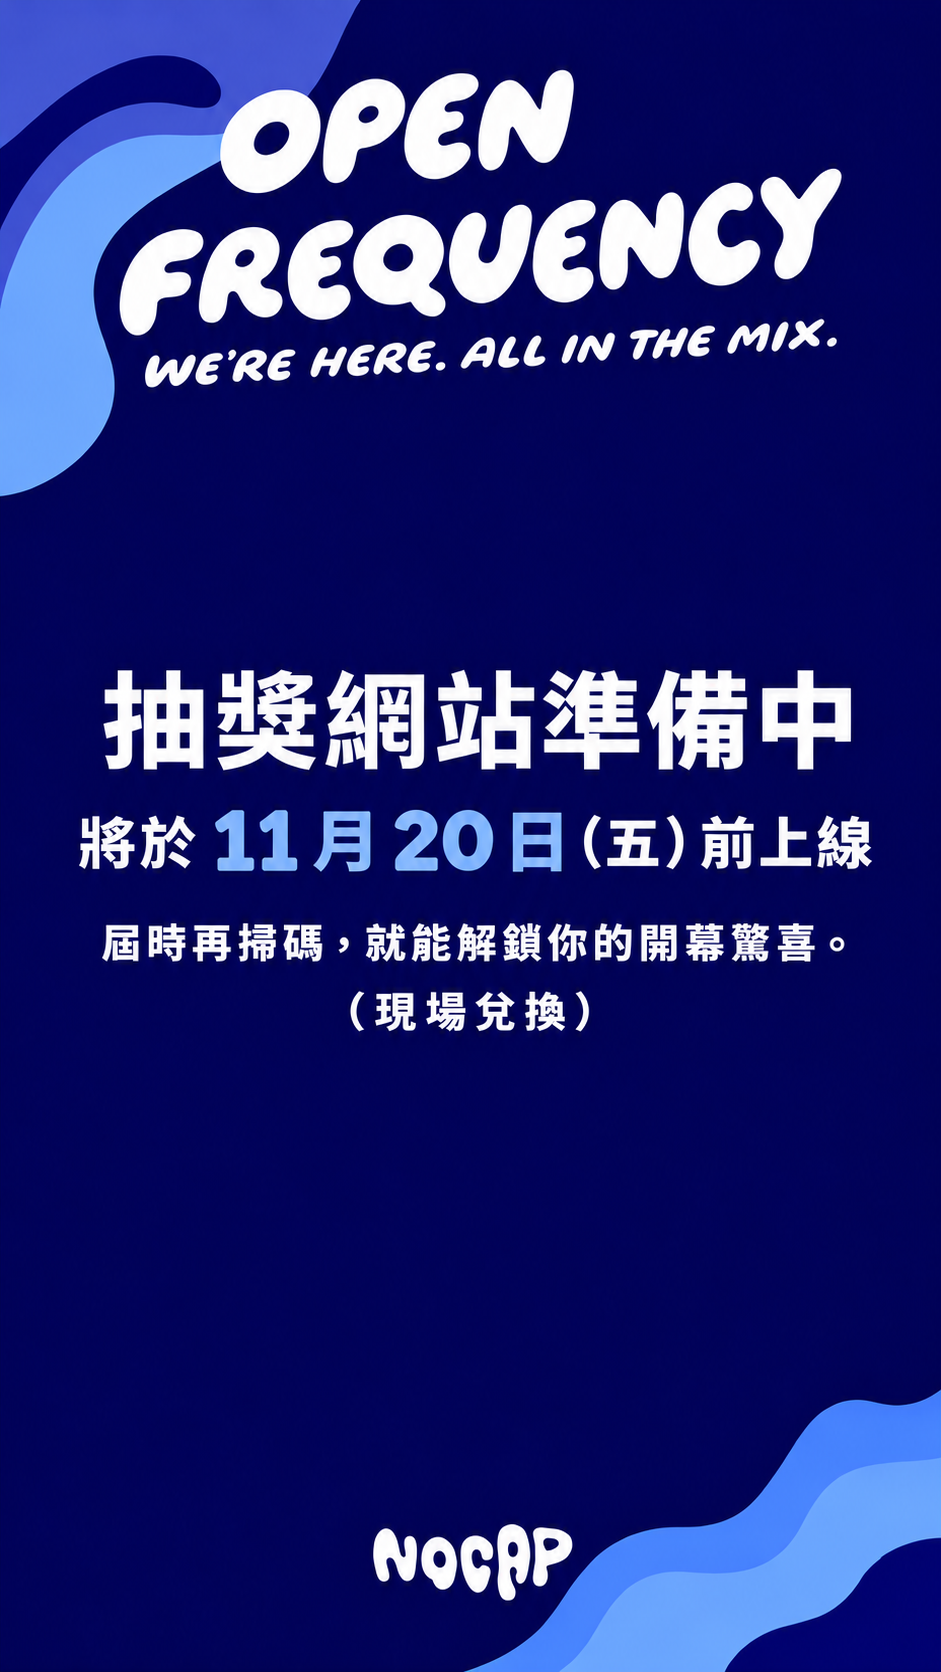 OPEN
FREQUENCY
WE'RE HERE. ALL IN THE MIX.
抽獎網站準備中
將於 11月20日(五)前上線
屆時再掃碼，就能解鎖你的開幕驚喜。
（現場兌換）
NOCAP